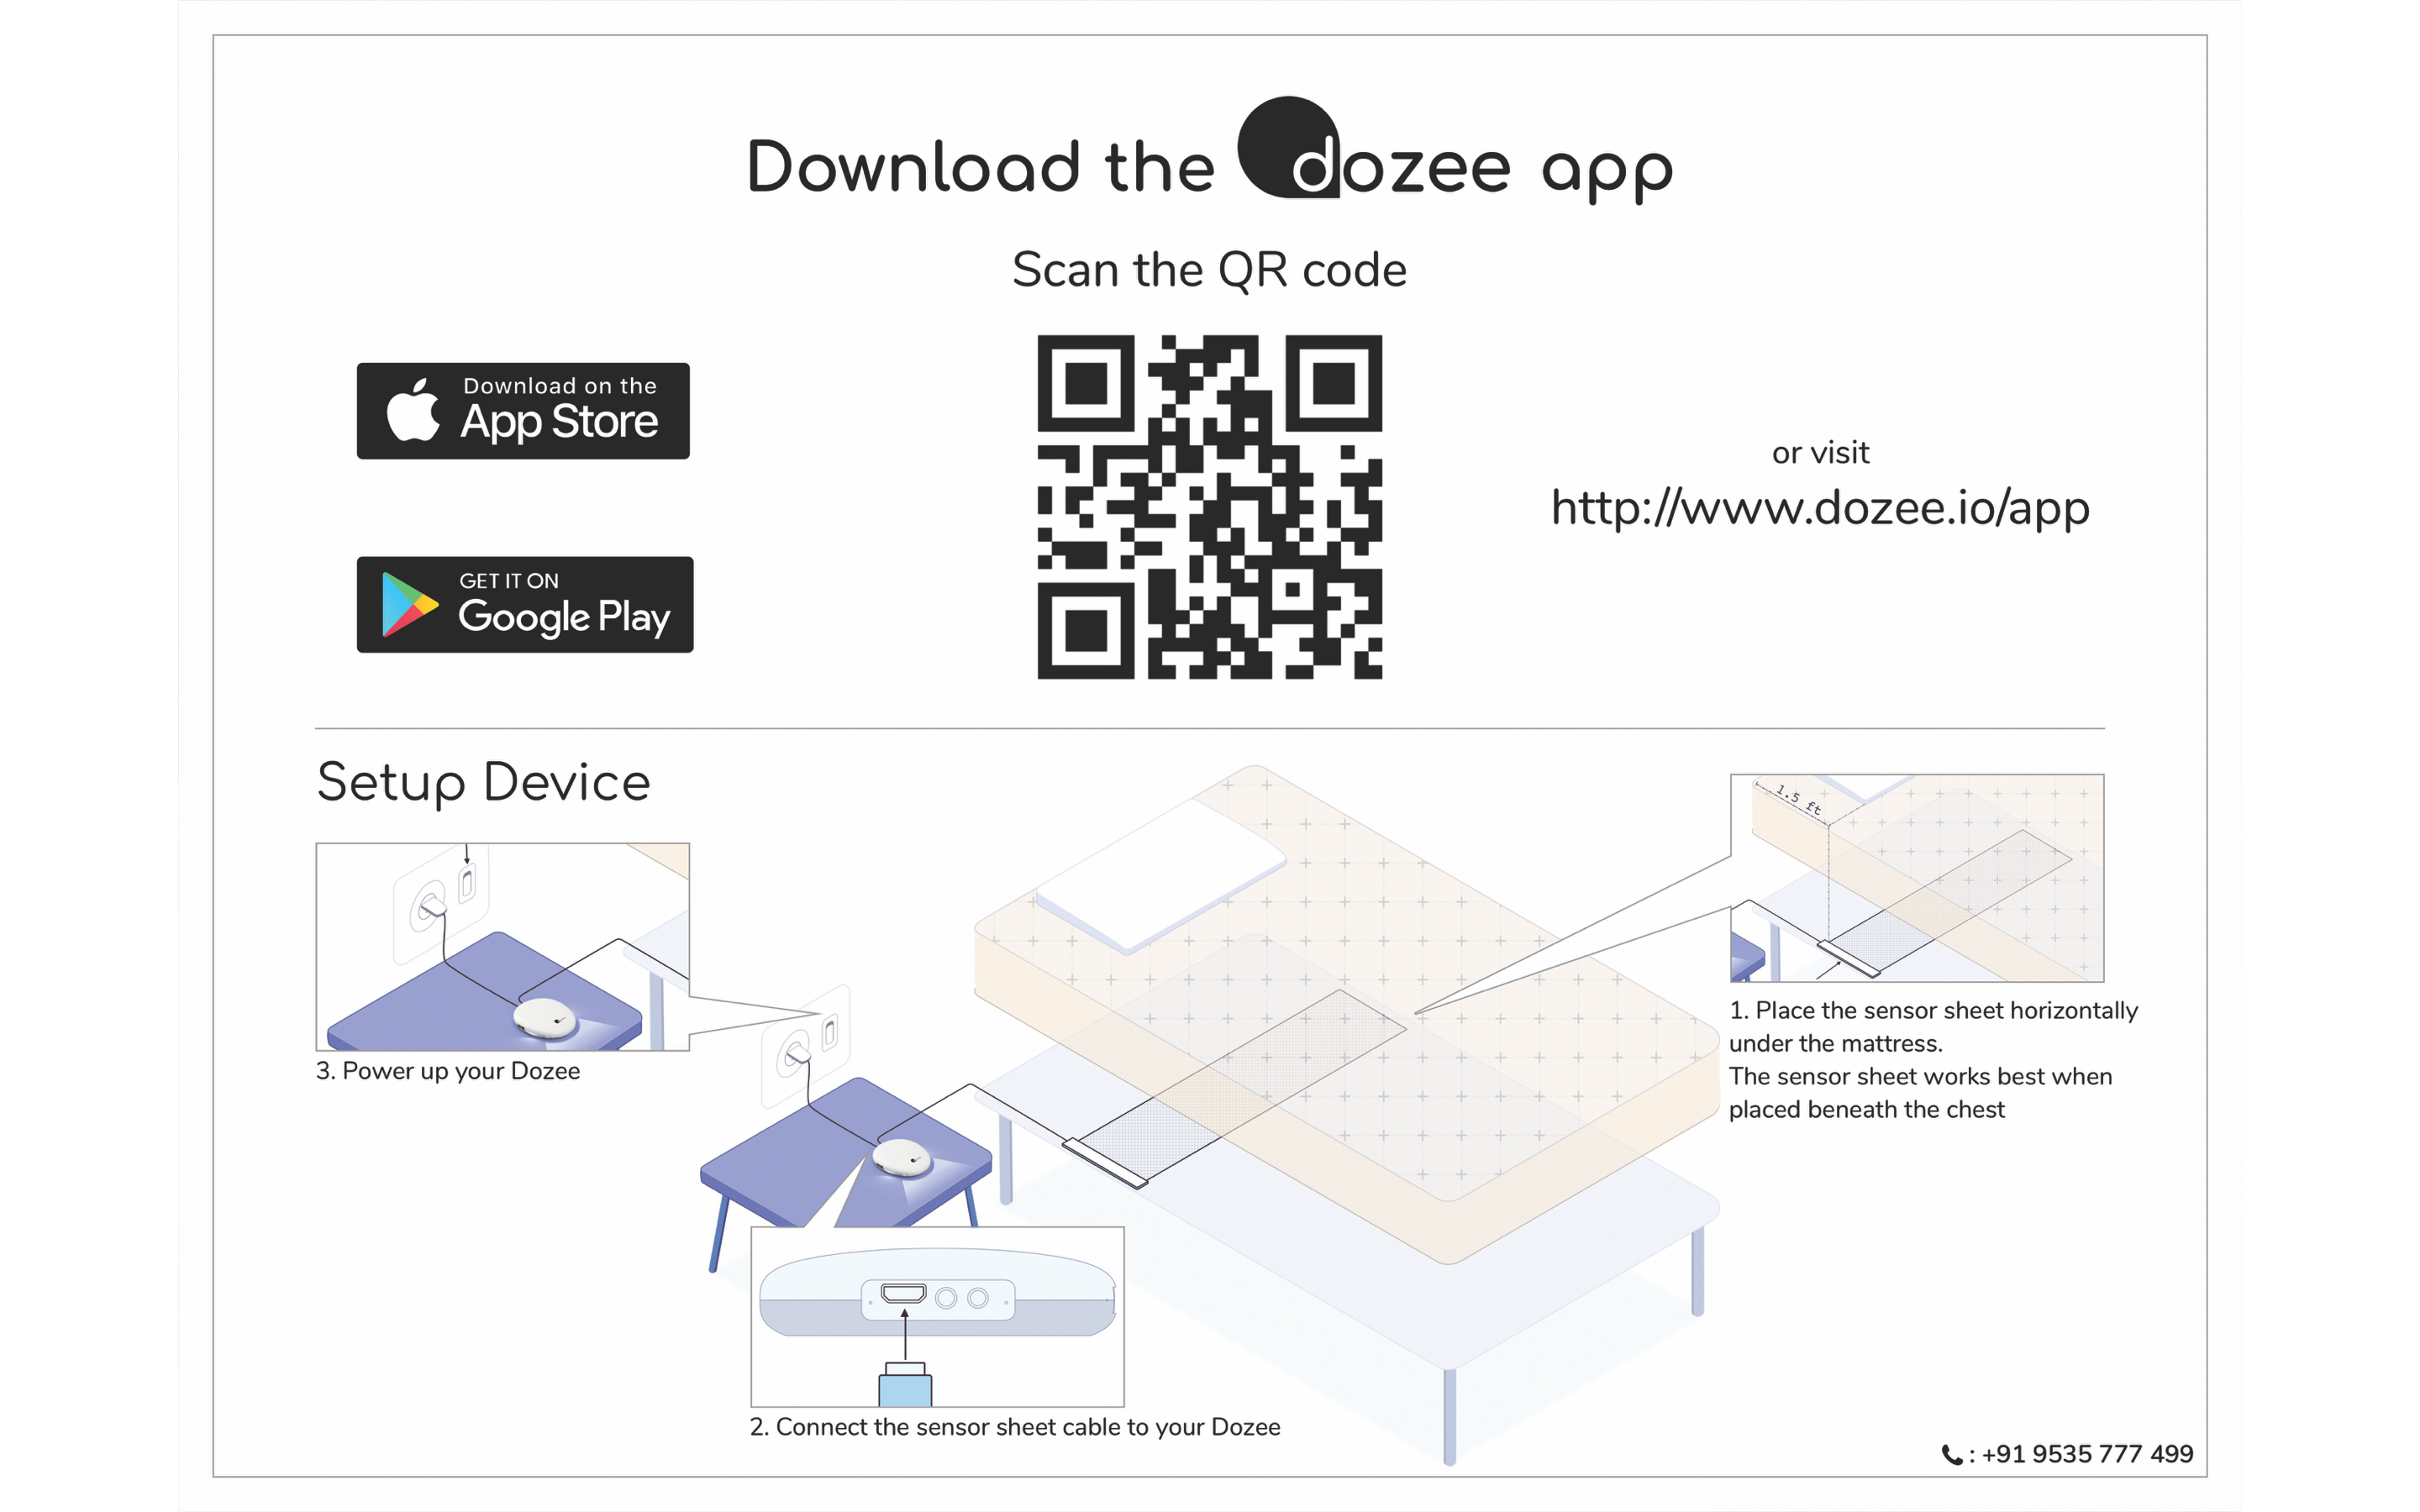 Download the dozee app
Scan the QR code
Download on the
App Store
GET IT ON
Google Play
or visit
http://www.dozee.io/app
Setup Device
1.5 ft
1. Place the sensor sheet horizontally
under the mattress.
The sensor sheet works best when
placed beneath the chest
2. Connect the sensor sheet cable to your Dozee
3. Power up your Dozee
: +91 9535 777 499